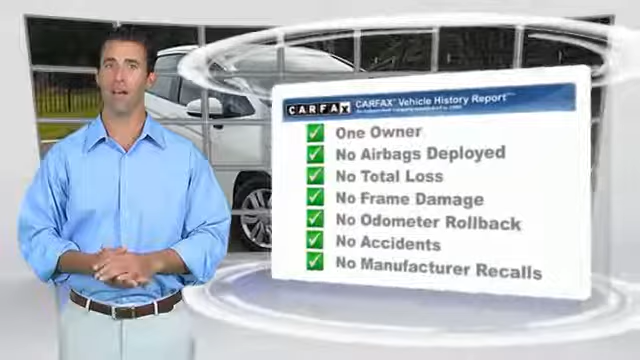 CARFAX CARFAX™ Vehicle History Report™
One Owner
No Airbags Deployed
No Total Loss
No Frame Damage
No Odometer Rollback
No Accidents
No Manufacturer Recalls